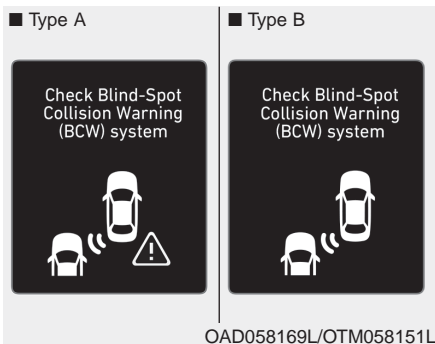 ■ Type A
Check Blind-Spot
Collision Warning
(BCW) system
■ Type B
Check Blind-Spot
Collision Warning
(BCW) system
OAD058169L/OTM058151L